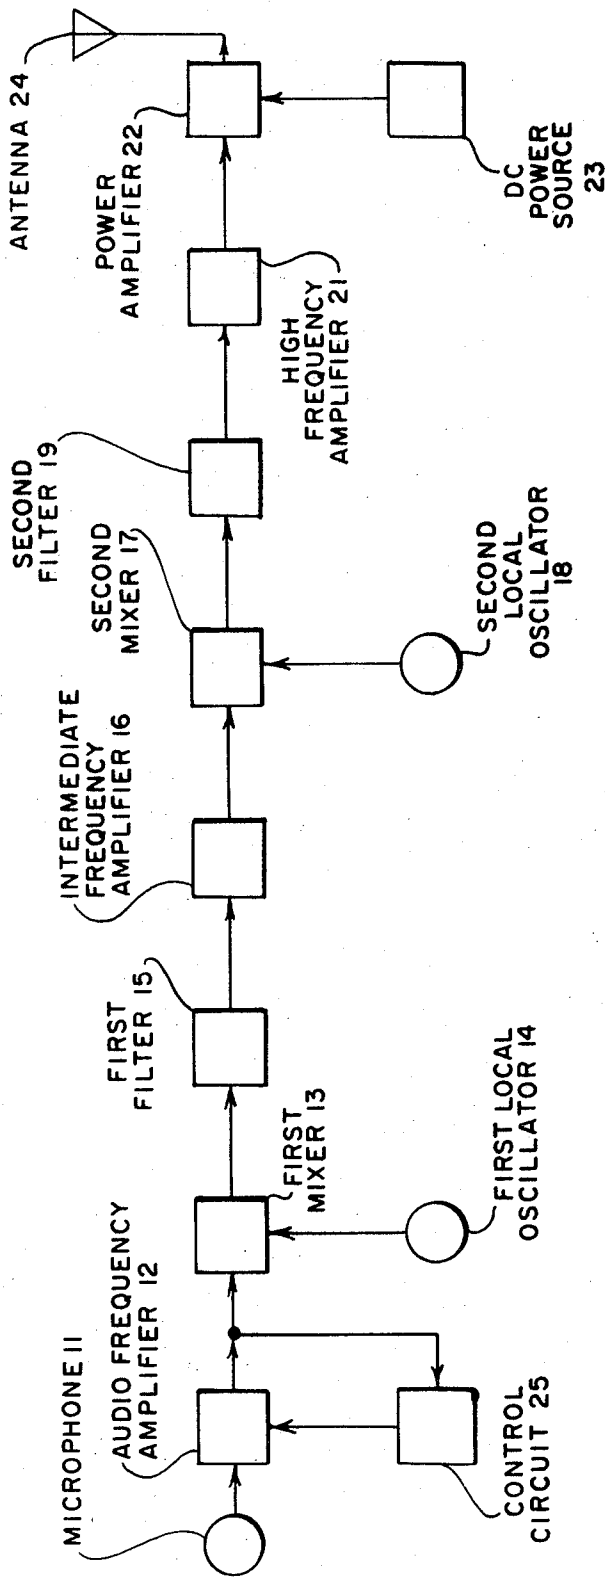 MICROPHONE 11
AUDIO FREQUENCY
AMPLIFIER 12
CONTROL
CIRCUIT 25
FIRST
MIXER 13
FIRST LOCAL
OSCILLATOR 14
FIRST
FILTER 15
INTERMEDIATE
FREQUENCY
AMPLIFIER 16
SECOND
MIXER 17
SECOND
LOCAL
OSCILLATOR
18
SECOND
FILTER 19
HIGH
FREQUENCY
AMPLIFIER 21
POWER
AMPLIFIER 22
DC
POWER
SOURCE
23
ANTENNA 24